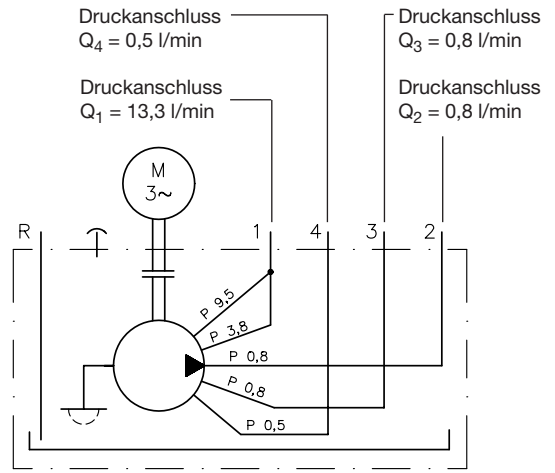 Druckanschluss
Q₄ = 0,5 l/min
Druckanschluss
Q₃ = 0,8 l/min
Druckanschluss
Q₁ = 13,3 l/min
Druckanschluss
Q₂ = 0,8 l/min
M
3~
R
1
4
3
2
P 9,5
P 3,8
P 0,8
P 0,8
P 0,5